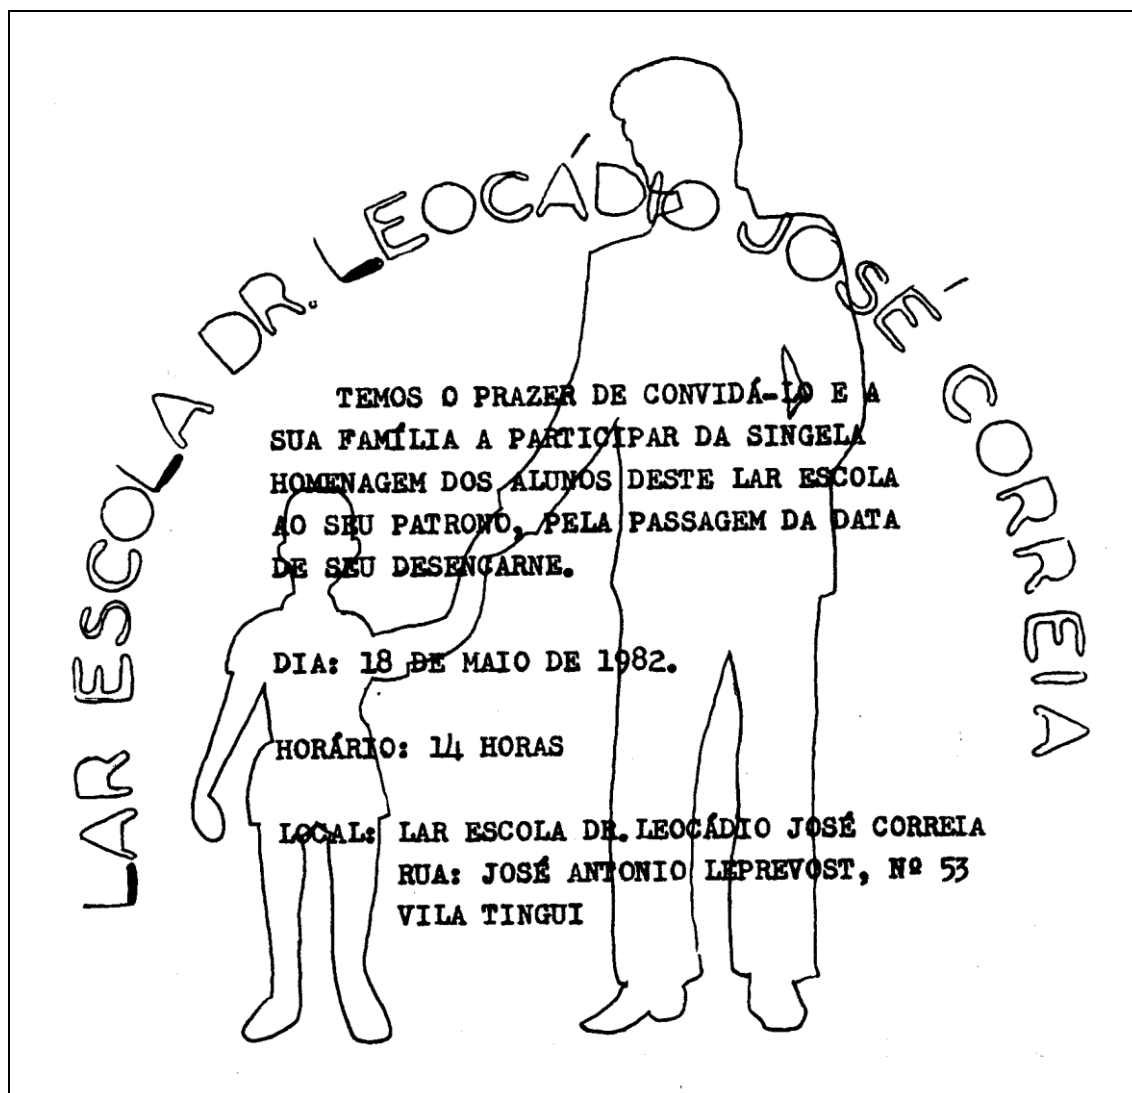 LAR ESCOLA DR. LEOCÁDIO JOSÉ CORREIA
TEMOS O PRAZER DE CONVIDÁ-LO E A
SUA FAMÍLIA A PARTICIPAR DA SINGELA
HOMENAGEM DOS ALUNOS DESTE LAR ESCOLA
AO SEU PATRONO, PELA PASSAGEM DA DATA
DE SEU DESENCARNE.
DIA: 18 DE MAIO DE 1982.
HORÁRIO: 14 HORAS
LOCAL: LAR ESCOLA DR. LEOCÁDIO JOSÉ CORREIA
RUA: JOSÉ ANTONIO LEPREVOST, Nº 53
VILA TINGUI